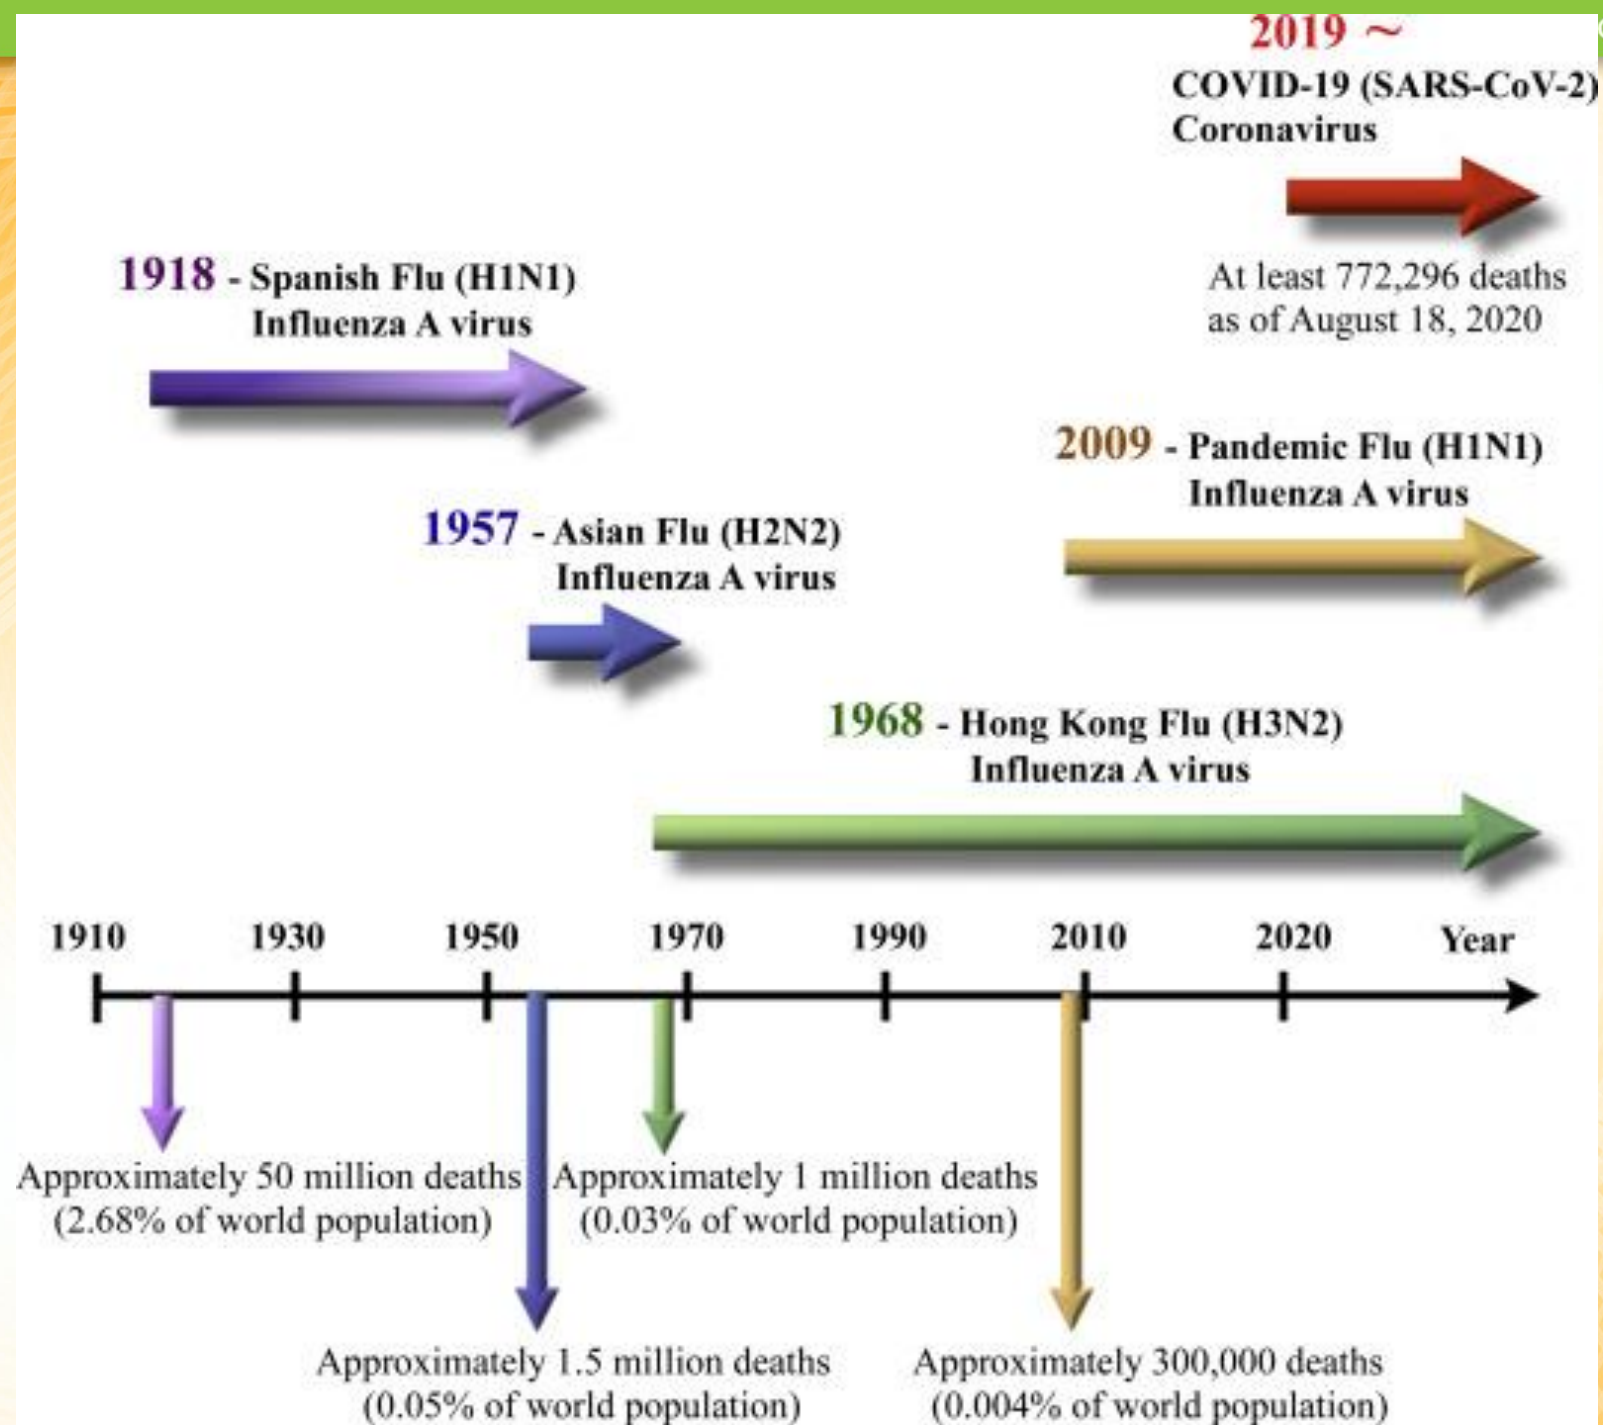 2019 ~
COVID-19 (SARS-CoV-2)
Coronavirus
At least 772,296 deaths
as of August 18, 2020
1918 - Spanish Flu (H1N1)
Influenza A virus
2009 - Pandemic Flu (H1N1)
Influenza A virus
1957 - Asian Flu (H2N2)
Influenza A virus
1968 - Hong Kong Flu (H3N2)
Influenza A virus
1910 1930 1950 1970 1990 2010 2020 Year
Approximately 50 million deaths
(2.68% of world population)
Approximately 1 million deaths
(0.03% of world population)
Approximately 1.5 million deaths
(0.05% of world population)
Approximately 300,000 deaths
(0.004% of world population)